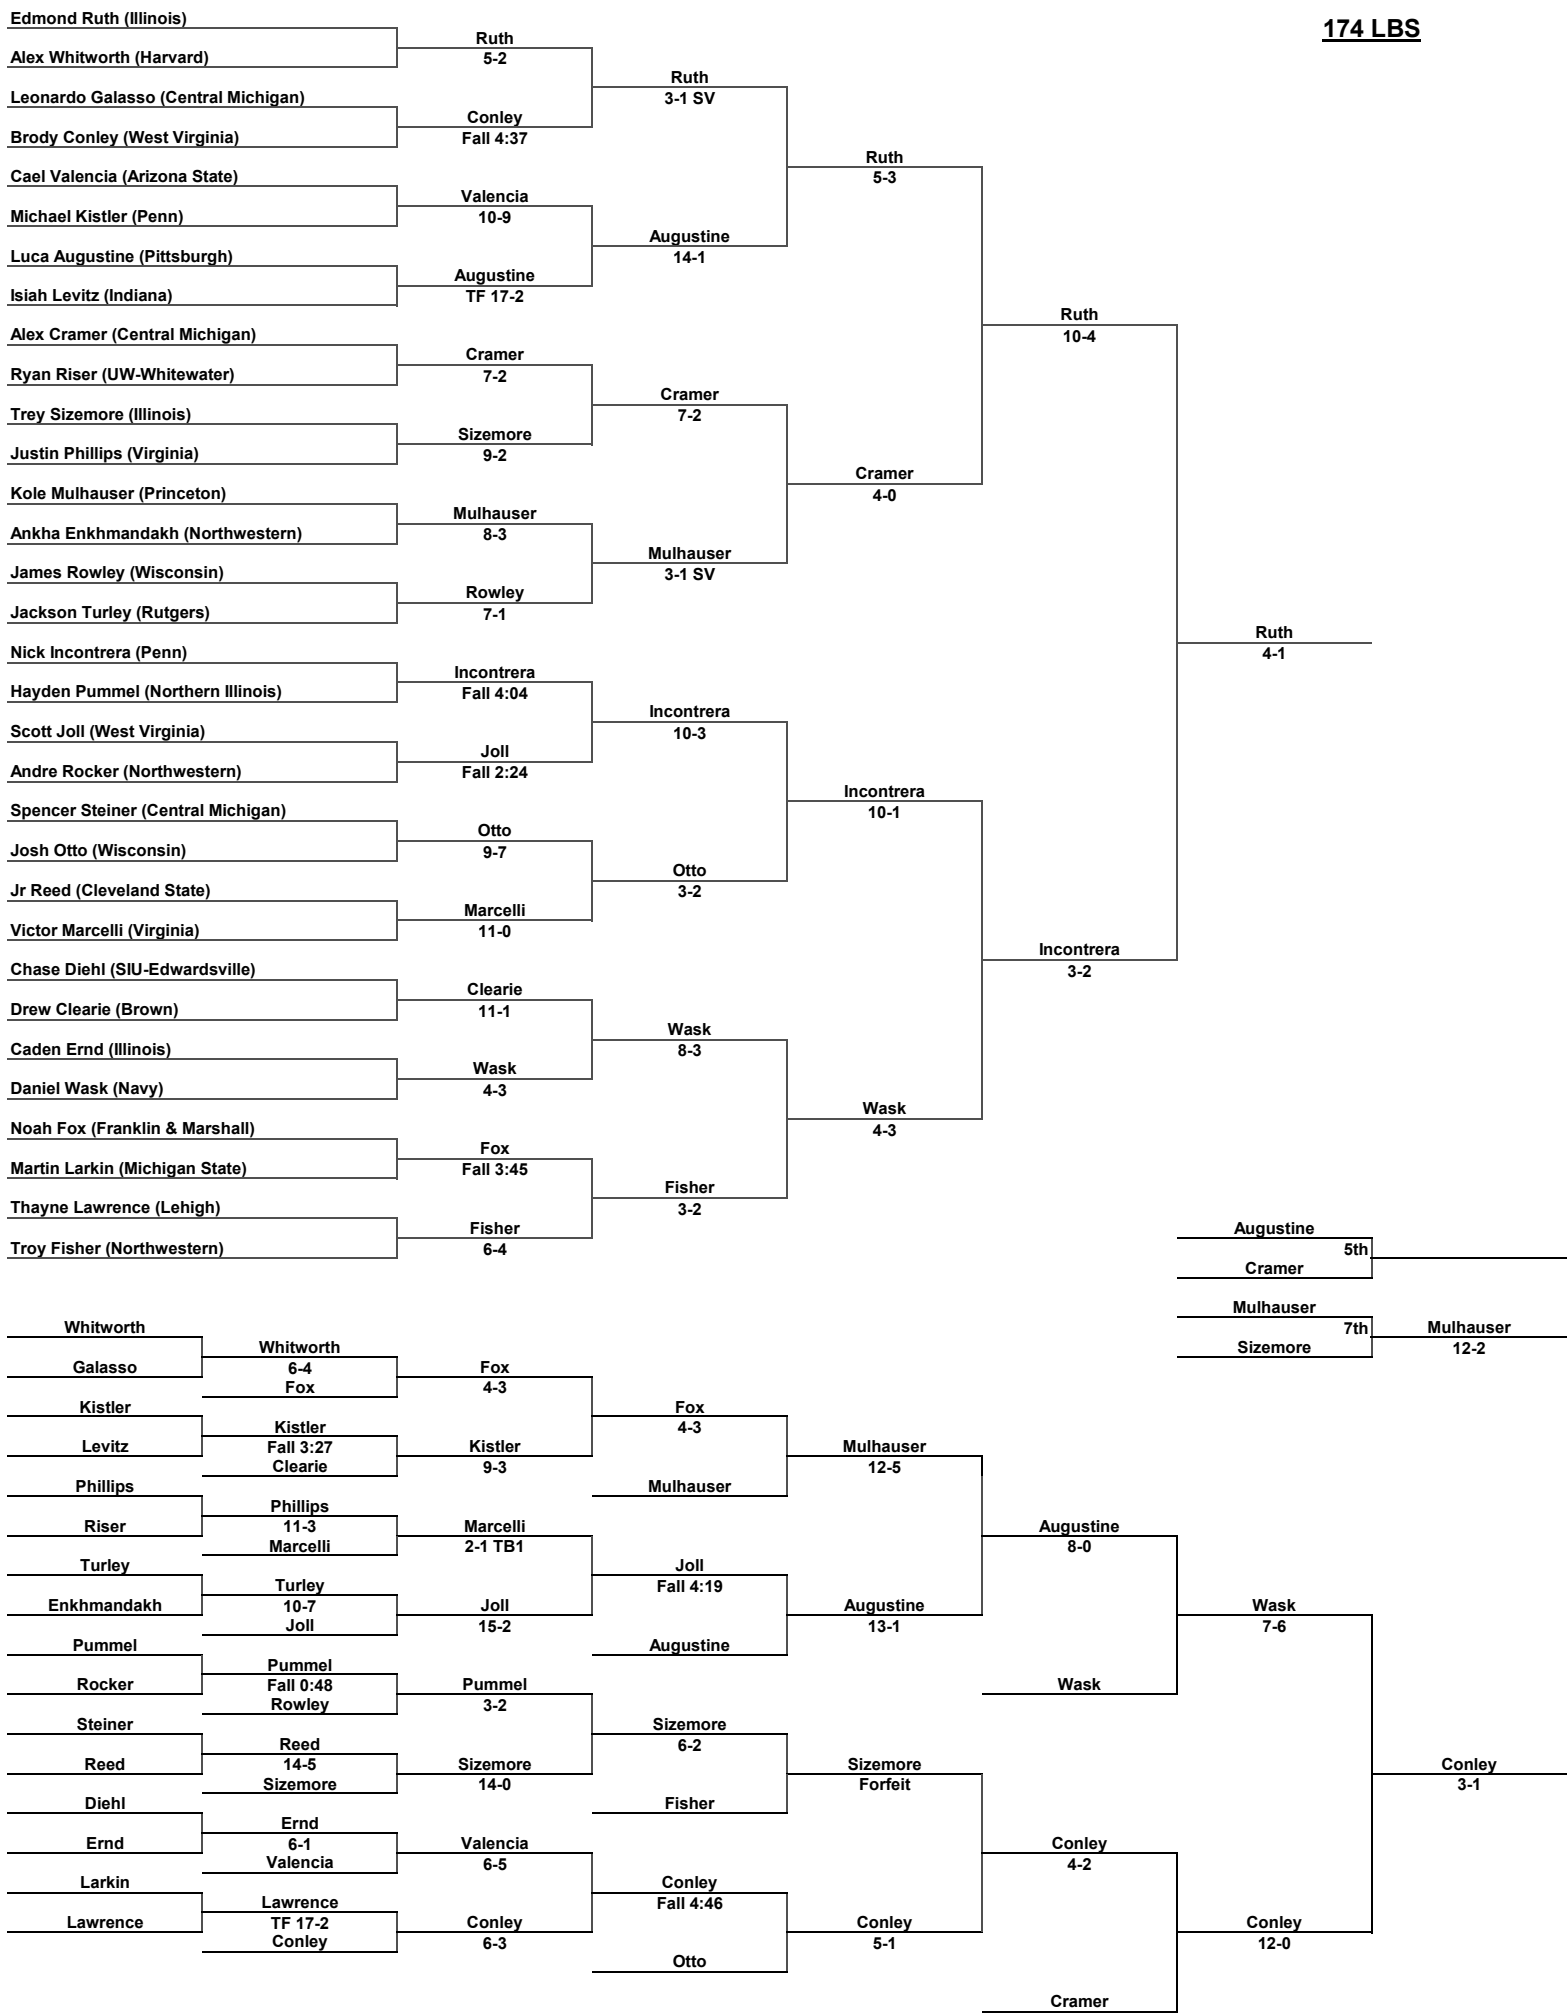 174 LBS
Edmond Ruth (Illinois)
Alex Whitworth (Harvard)
Leonardo Galasso (Central Michigan)
Brody Conley (West Virginia)
Cael Valencia (Arizona State)
Michael Kistler (Penn)
Luca Augustine (Pittsburgh)
Isiah Levitz (Indiana)
Alex Cramer (Central Michigan)
Ryan Riser (UW-Whitewater)
Trey Sizemore (Illinois)
Justin Phillips (Virginia)
Kole Mulhauser (Princeton)
Ankha Enkhmandakh (Northwestern)
James Rowley (Wisconsin)
Jackson Turley (Rutgers)
Nick Incontrera (Penn)
Hayden Pummel (Northern Illinois)
Scott Joll (West Virginia)
Andre Rocker (Northwestern)
Spencer Steiner (Central Michigan)
Josh Otto (Wisconsin)
Jr Reed (Cleveland State)
Victor Marcelli (Virginia)
Chase Diehl (SIU-Edwardsville)
Drew Clearie (Brown)
Caden Ernd (Illinois)
Daniel Wask (Navy)
Noah Fox (Franklin & Marshall)
Martin Larkin (Michigan State)
Thayne Lawrence (Lehigh)
Troy Fisher (Northwestern)
Ruth
5-2
Conley
Fall 4:37
Valencia
10-9
Augustine
TF 17-2
Cramer
7-2
Sizemore
9-2
Mulhauser
8-3
Rowley
7-1
Incontrera
Fall 4:04
Joll
Fall 2:24
Otto
9-7
Marcelli
11-0
Clearie
11-1
Wask
4-3
Fox
Fall 3:45
Fisher
6-4
Ruth
3-1 SV
Augustine
14-1
Cramer
7-2
Mulhauser
3-1 SV
Incontrera
10-3
Otto
3-2
Wask
8-3
Fisher
3-2
Ruth
5-3
Cramer
4-0
Incontrera
10-1
Wask
4-3
Ruth
10-4
Incontrera
3-2
Ruth
4-1
Augustine
5th
Cramer
Mulhauser
7th
Sizemore
Mulhauser
12-2
Whitworth
Galasso
Kistler
Levitz
Phillips
Riser
Turley
Enkhmandakh
Pummel
Rocker
Steiner
Reed
Diehl
Ernd
Larkin
Lawrence
Whitworth
6-4
Fox
Kistler
Fall 3:27
Clearie
Phillips
11-3
Marcelli
Turley
10-7
Joll
Pummel
Fall 0:48
Rowley
Reed
14-5
Sizemore
Ernd
6-1
Valencia
Lawrence
TF 17-2
Conley
Fox
4-3
Kistler
9-3
Marcelli
2-1 TB1
Joll
15-2
Pummel
3-2
Sizemore
14-0
Valencia
6-5
Conley
6-3
Fox
4-3
Mulhauser
Joll
Fall 4:19
Augustine
Sizemore
6-2
Fisher
Conley
Fall 4:46
Otto
Mulhauser
12-5
Augustine
13-1
Sizemore
Forfeit
Conley
5-1
Augustine
8-0
Wask
Conley
4-2
Cramer
Wask
7-6
Conley
12-0
Conley
3-1